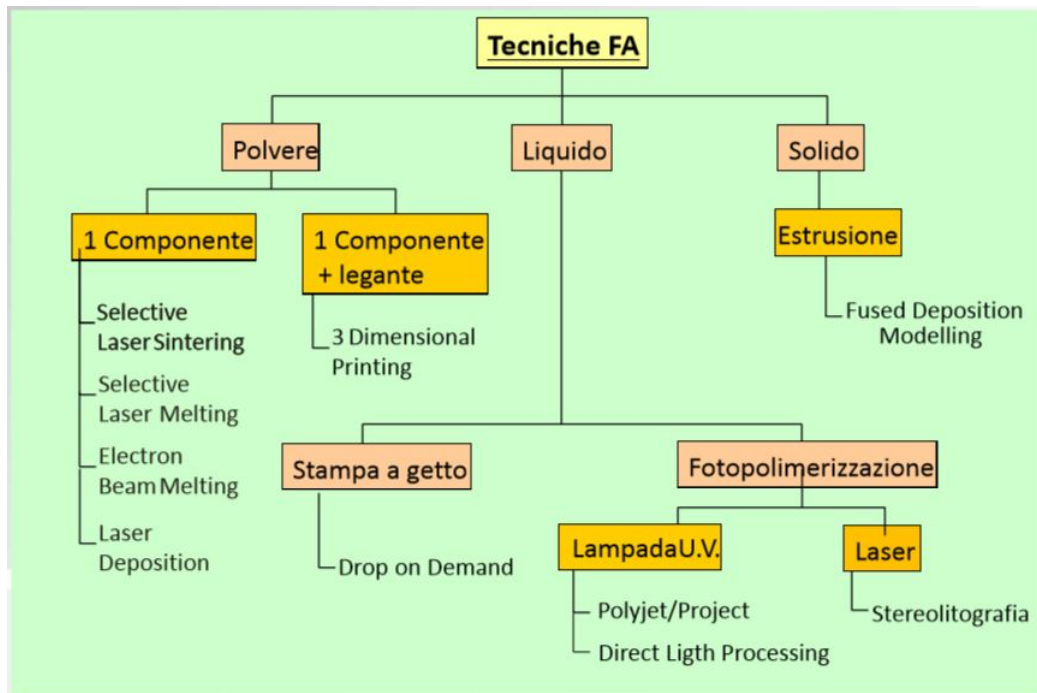 Tecniche FA
Polvere
Liquido
Solido
1 Componente
1 Componente
+ legante
Estrusione
Selective
Laser Sintering
3 Dimensional
Printing
Fused Deposition
Modelling
Selective
Laser Melting
Electron
Beam Melting
Laser
Deposition
Stampa a getto
Fotopolimerizzazione
Drop on Demand
LampadaU.V.
Laser
Polyjet/Project
Direct Ligth Processing
Stereolitografia